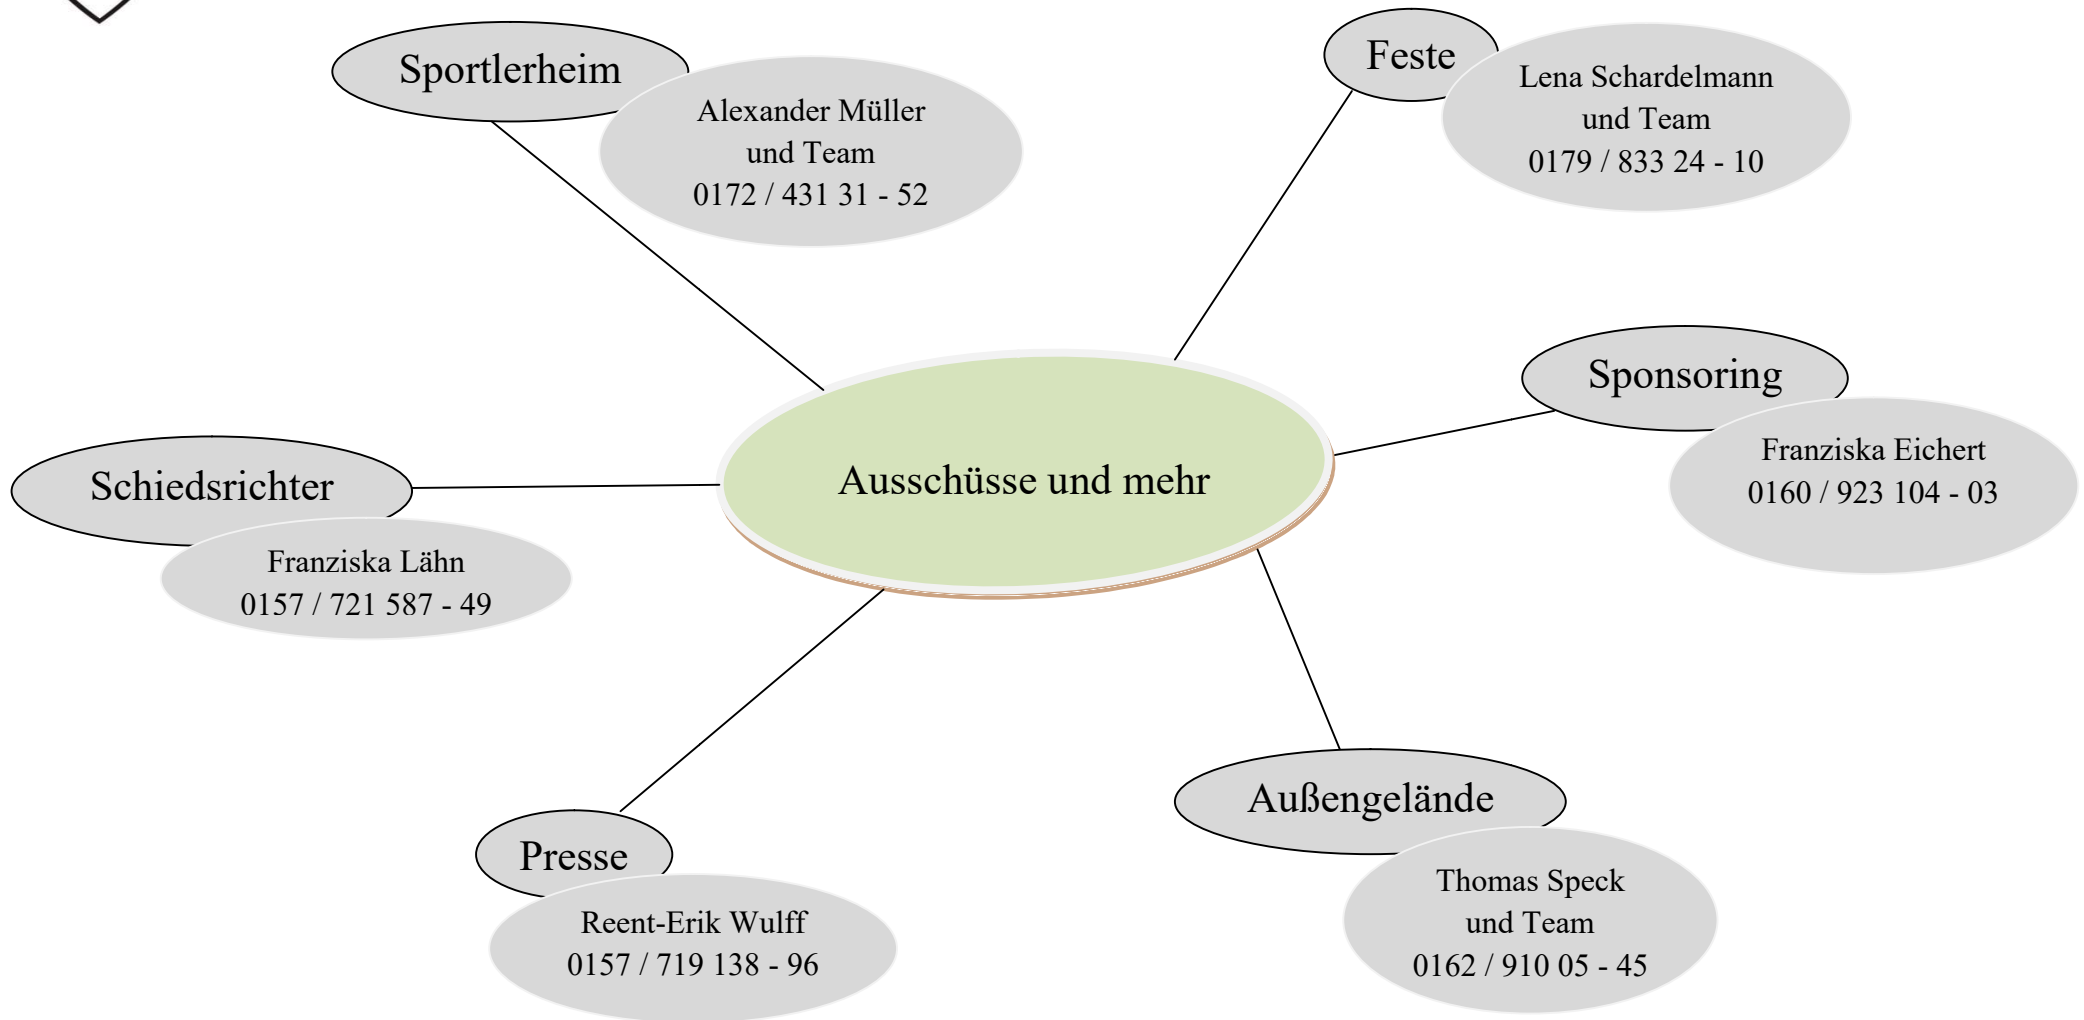 Sportlerheim
Alexander Müller
und Team
0172 / 431 31 - 52
Feste
Lena Schardelmann
und Team
0179 / 833 24 - 10
Sponsoring
Franziska Eichert
0160 / 923 104 - 03
Ausschüsse und mehr
Schiedsrichter
Franziska Lähn
0157 / 721 587 - 49
Presse
Reent-Erik Wulff
0157 / 719 138 - 96
Außengelände
Thomas Speck
und Team
0162 / 910 05 - 45